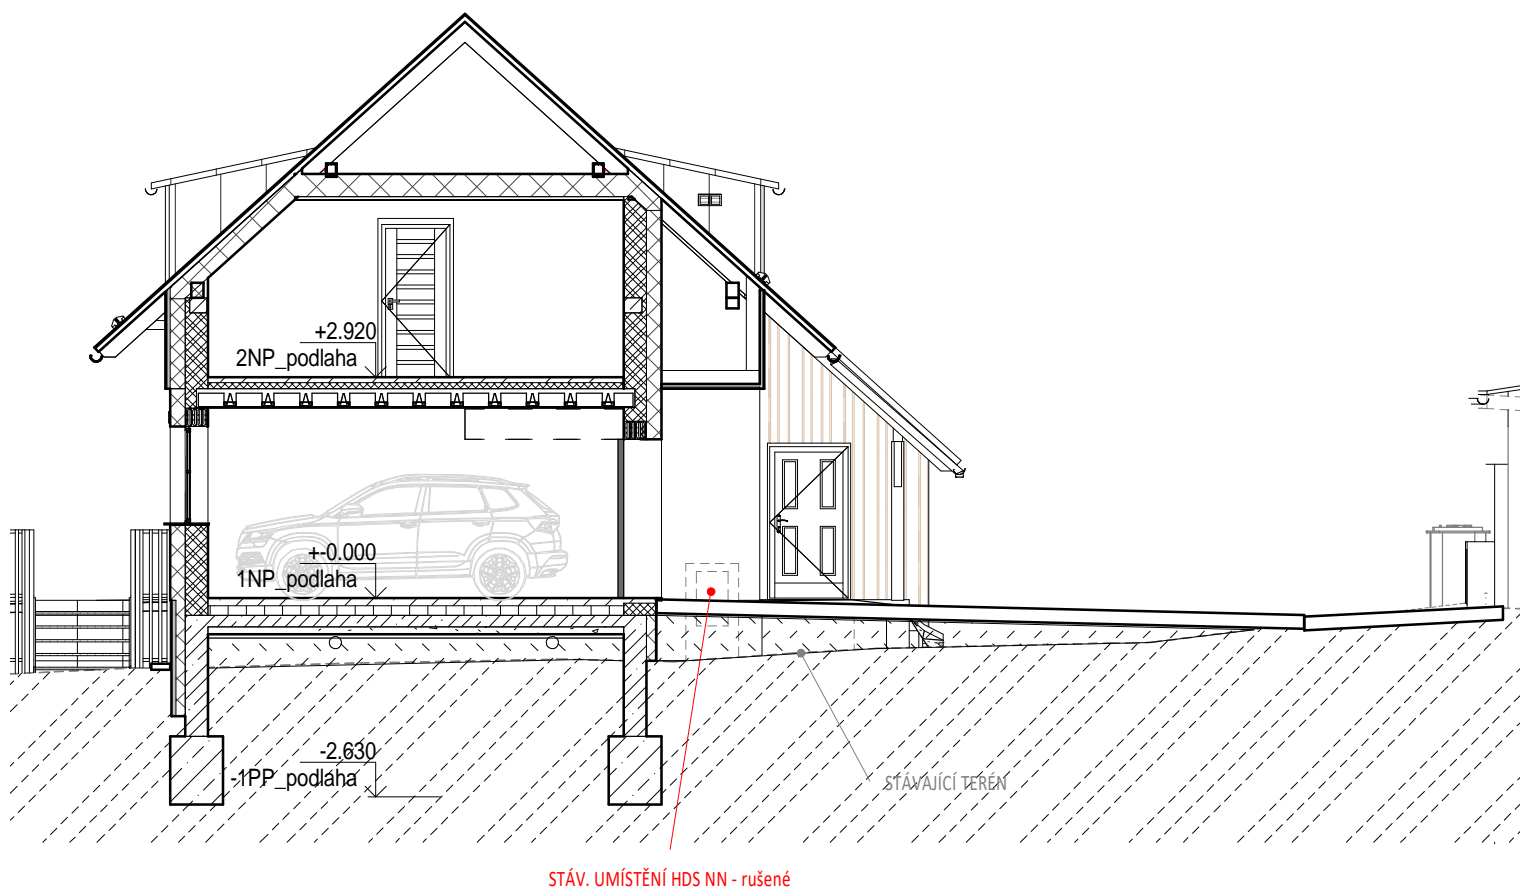 +2.920
2NP_podlaha
+-0.000
1NP_podlaha
-2.630
-1PP_podlaha
STÁVAJÍCÍ TERÉN
STÁV. UMÍSTĚNÍ HDS NN - rušené